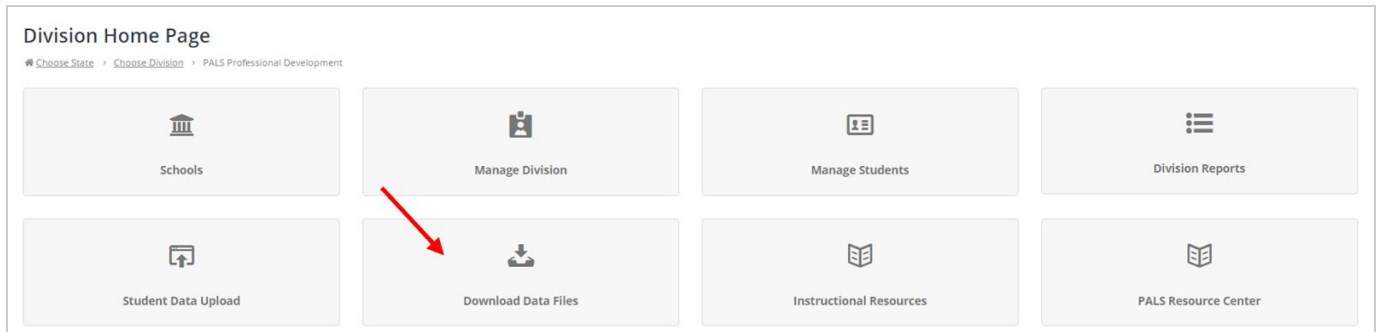 Division Home Page
Choose State > Choose Division > PALS Professional Development
Schools
Manage Division
Manage Students
Division Reports
Student Data Upload
Download Data Files
Instructional Resources
PALS Resource Center